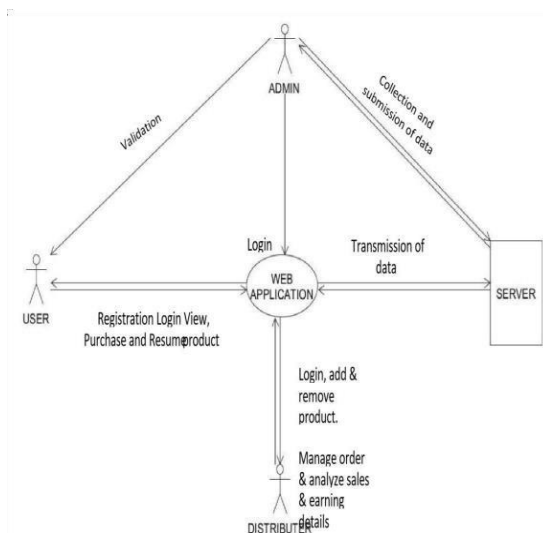 ADMIN
Validation
Collection and
submission of data
Login
Transmission of
data
WEB
APPLICATION
USER
SERVER
Registration Login View,
Purchase and Resume product
Login, add &
remove
product.
Manage order
& analyze sales
& earning
details
DISTRIBUTER